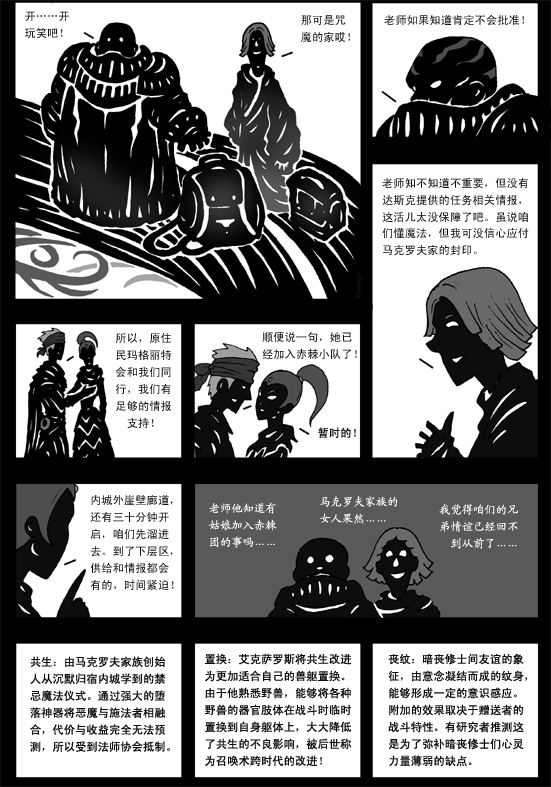 开……开
玩笑吧！
那可是咒
魔的家哎！
老师如果知道肯定不会批准！
老师知不知道不重要，但没有
达斯克提供的任务相关情报，
这活儿太没保障了吧。虽说咱
们懂魔法，但我可没信心应付
马克罗夫家的封印。
所以，原住
民玛格丽特
会和我们同
行，我们有
足够的情报
支持！
顺便说一句，她已
经加入赤棘小队了！
暂时的！
内城外崖壁廊道，
还有三十分钟开
启，咱们先溜进
去。到了下层区，
供给和情报都会
有的，时间紧迫！
老师他知道有
姑娘加入赤棘
团的事吗……
马克罗夫家族的
女人果然……
我觉得咱们的兄
弟情谊已经回不
到从前了……
共生：由马克罗夫家族创始
人从沉默归宿内城学到的禁
忌魔法仪式。通过强大的堕
落神器将恶魔与施法者相融
合，代价与收益完全无法预
测，所以受到法师协会抵制。
置换：艾克萨罗斯将共生改进
为更加适合自己的兽躯置换。
由于他熟悉野兽，能够将各种
野兽的器官肢体在战斗时临时
置换到自身躯体上，大大降低
了共生的不良影响，被后世称
为召唤术跨时代的改进！
丧纹：暗丧修士间友谊的象
征，由意念凝结而成的纹身，
能够形成一定的意识感应。
附加的效果取决于赠送者的
战斗特性。有研究者推测这
是为了弥补暗丧修士们心灵
力量薄弱的缺点。